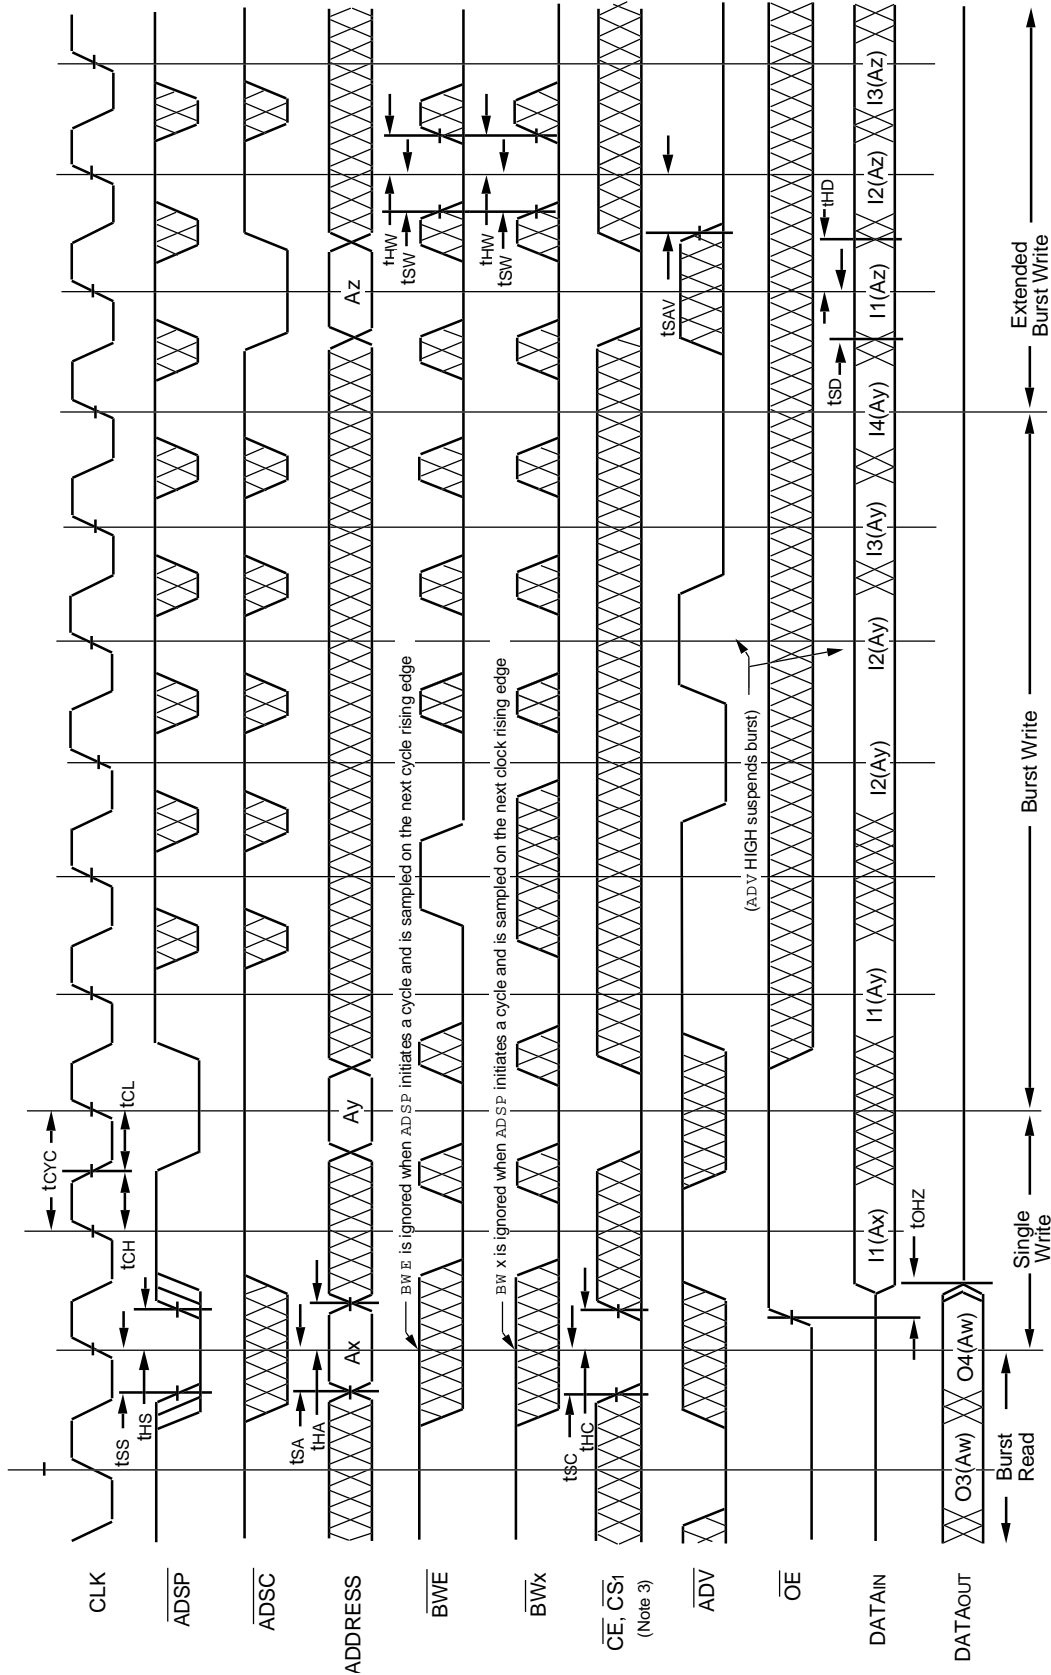 CLK
ADSP
ADSC
ADDRESS
BWE
BWx
CE, CS1
(Note 3)
ADV
OE
DATAIN
DATAOUT
tCYC
tCH
tCL
tSS
tHS
tSA
tHA
Ax
Ay
Az
BWE is ignored when ADSP initiates a cycle and is sampled on the next cycle rising edge
tHW
tSW
BWx is ignored when ADSP initiates a cycle and is sampled on the next clock rising edge
tHW
tSW
tSC
tHC
tSAV
(ADV HIGH suspends burst)
tSD
tHD
I1(Ax)
I1(Ay)
I2(Ay)
I2(Ay)
I3(Ay)
I4(Ay)
I1(Az)
I2(Az)
I3(Az)
tOHZ
O3(Aw)
O4(Aw)
Burst
Read
Single
Write
Burst Write
Extended
Burst Write